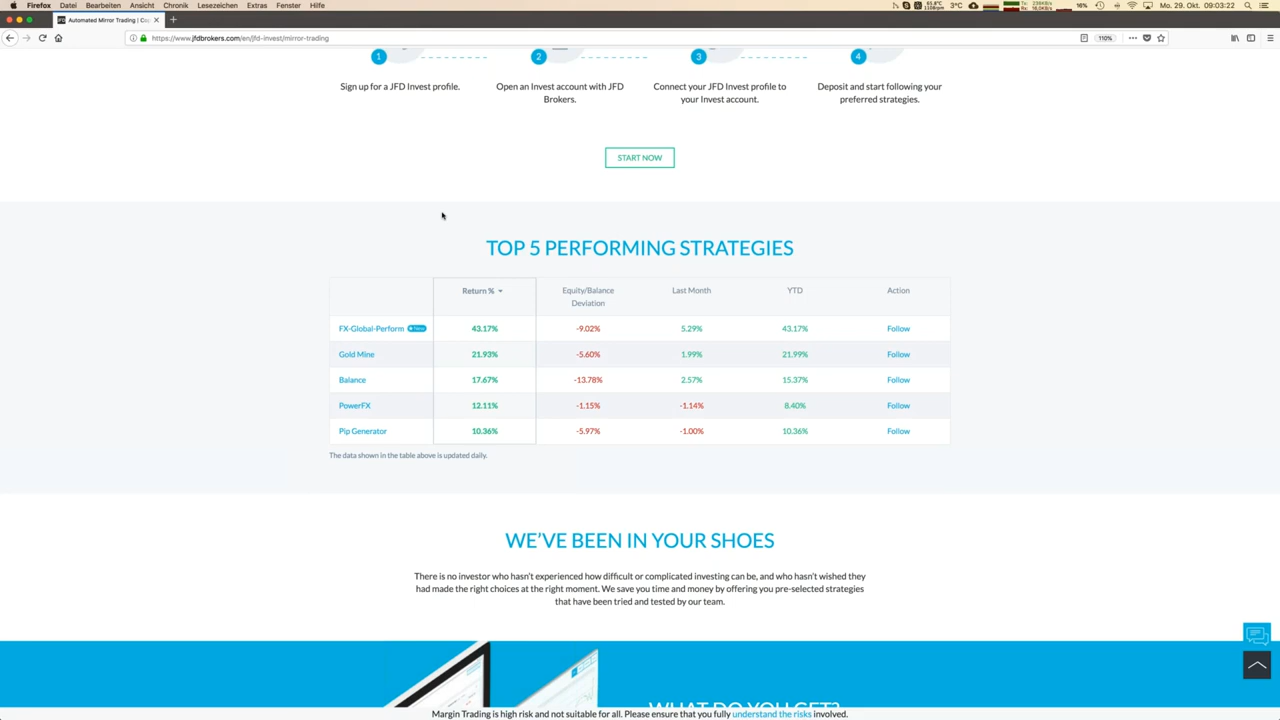 Firefox Datei Bearbeiten Ansicht Chronik Lesezeichen Extras Fenster Hilfe
3°C 16% Mo. 29. Okt. 09:03:22
Automated Mirror Trading | Co
https://www.jfdbrokers.com/en/jfd-invest/mirror-trading 110%
1 2 3 4
Sign up for a JFD Invest profile. Open an Invest account with JFD Connect your JFD Invest profile to Deposit and start following your
Brokers. your Invest account. preferred strategies.
START NOW
TOP 5 PERFORMING STRATEGIES
Return % Equity/Balance Last Month YTD Action
Deviation
FX-Global-Perform New 43.17% -9.02% 5.29% 43.17% Follow
Gold Mine 21.93% -5.60% 1.99% 21.99% Follow
Balance 17.67% -13.78% 2.57% 15.37% Follow
PowerFX 12.11% -1.15% -1.14% 8.40% Follow
Pip Generator 10.36% -5.97% -1.00% 10.36% Follow
The data shown in the table above is updated daily.
WE'VE BEEN IN YOUR SHOES
There is no investor who hasn't experienced how difficult or complicated investing can be, and who hasn't wished they
had made the right choices at the right moment. We save you time and money by offering you pre-selected strategies
that have been tried and tested by our team.
WHAT DO YOU GET?
Margin Trading is high risk and not suitable for all. Please ensure that you fully understand the risks involved.